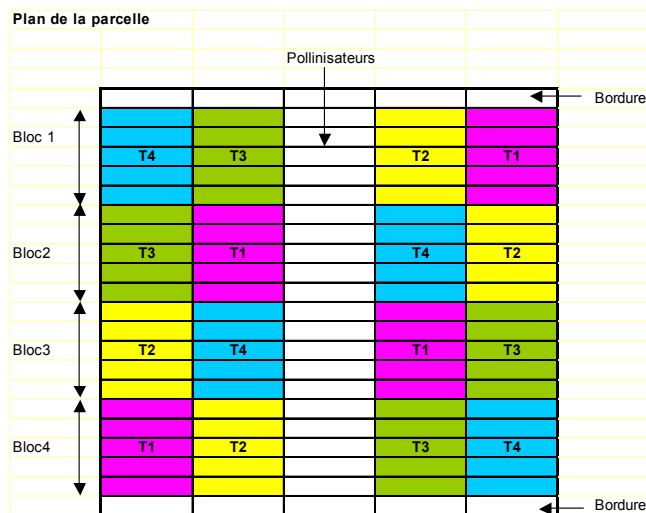 Plan de la parcelle
Pollinisateurs
Bordure
Bloc 1
T4 T3 T2 T1
Bloc2
T3 T1 T4 T2
Bloc3
T2 T4 T1 T3
Bloc4
T1 T2 T3 T4
Bordure